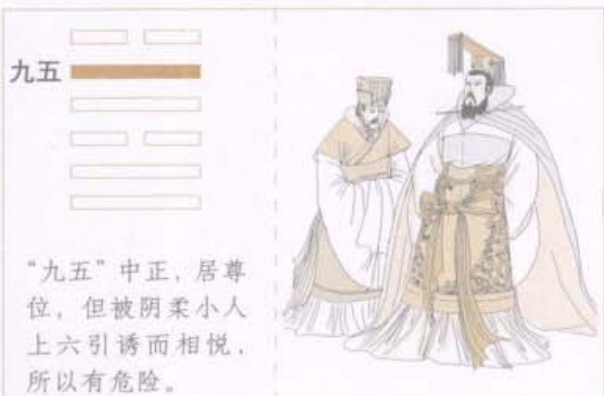 九五
“九五”中正，居尊
位，但被阴柔小人
上六引诱而相悦，
所以有危险。